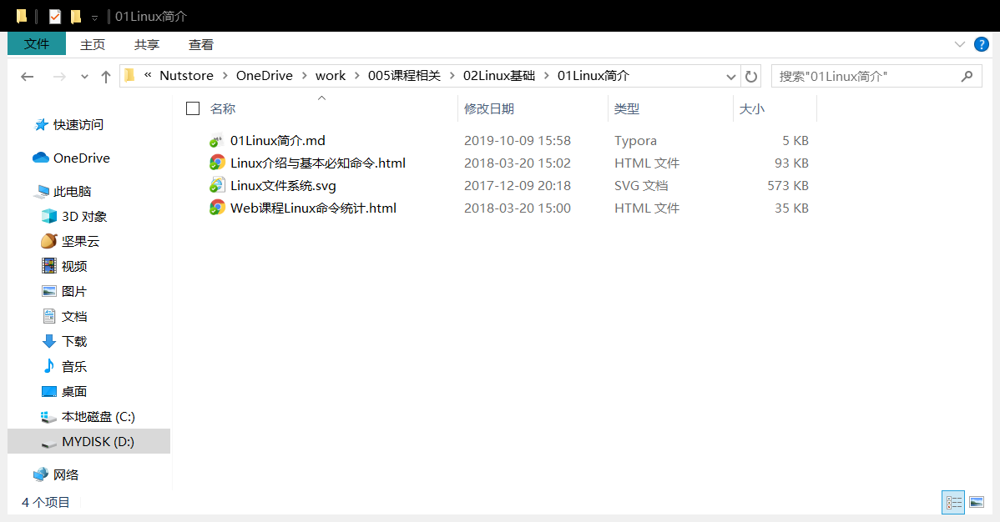 01Linux简介
文件 主页 共享 查看
« Nutstore > OneDrive > work > 005课程相关 > 02Linux基础 > 01Linux简介 搜索"01Linux简介"
名称 修改日期 类型 大小
01Linux简介.md 2019-10-09 15:58 Typora 5 KB
Linux介绍与基本必知命令.html 2018-03-20 15:02 HTML 文件 93 KB
Linux文件系统.svg 2017-12-09 20:18 SVG 文档 573 KB
Web课程Linux命令统计.html 2018-03-20 15:00 HTML 文件 35 KB
快速访问
OneDrive
此电脑
3D 对象
坚果云
视频
图片
文档
下载
音乐
桌面
本地磁盘 (C:)
MYDISK (D:)
网络
4 个项目